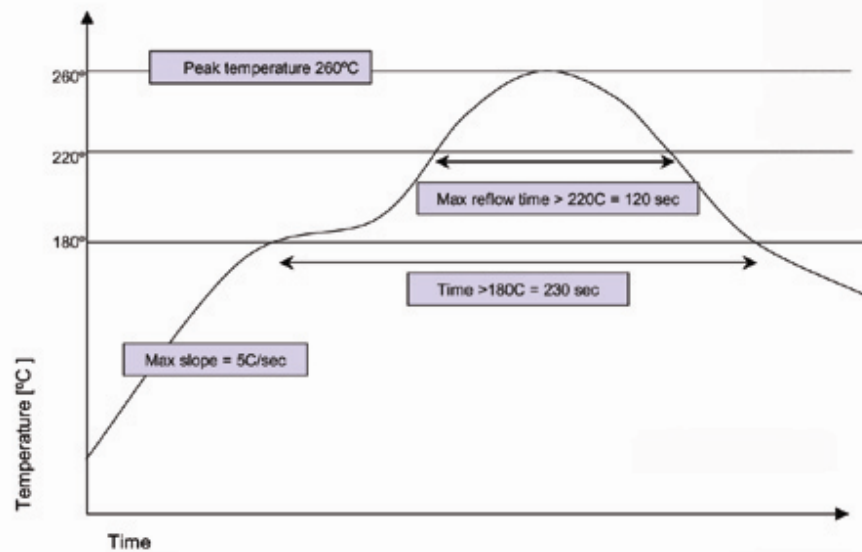 Peak temperature 260ºC
260º
220º
Max reflow time > 220C = 120 sec
180º
Time >180C = 230 sec
Max slope = 5C/sec
Temperature [ºC ]
Time